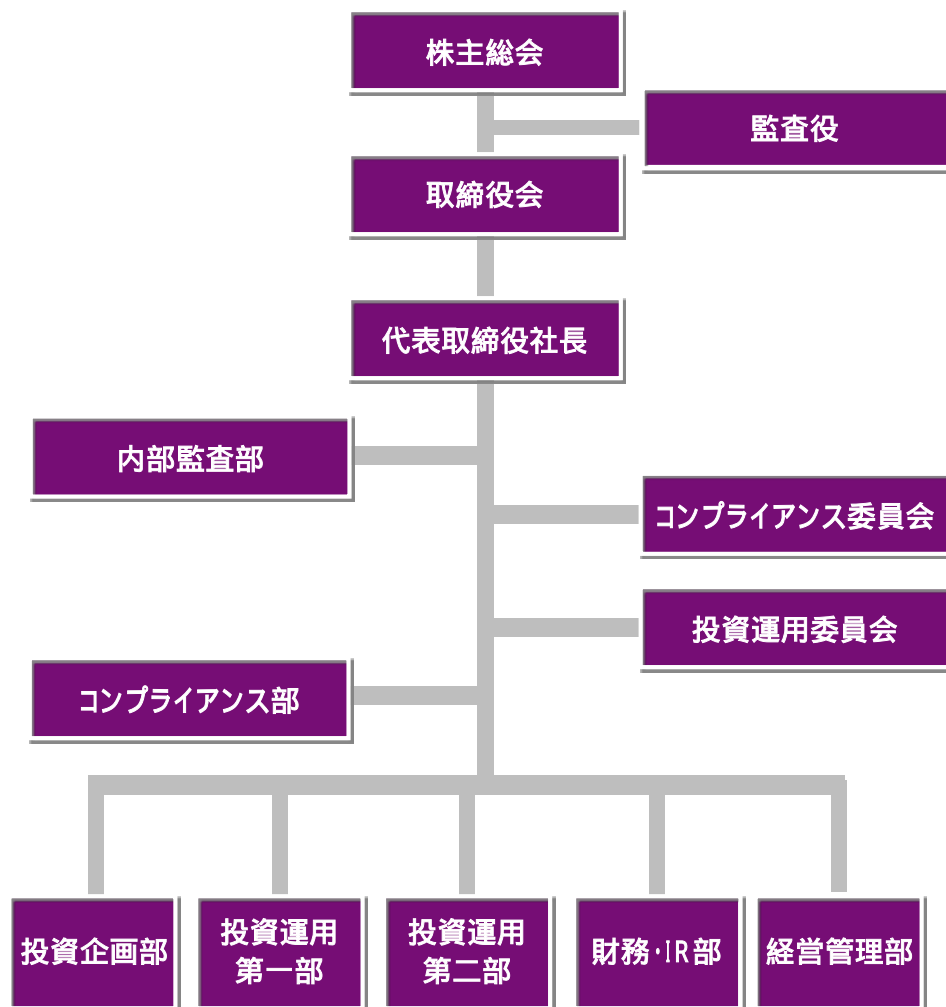 株主総会
監査役
取締役会
代表取締役社長
内部監査部
コンプライアンス委員会
投資運用委員会
コンプライアンス部
投資企画部
投資運用
第一部
投資運用
第二部
財務・IR部
経営管理部